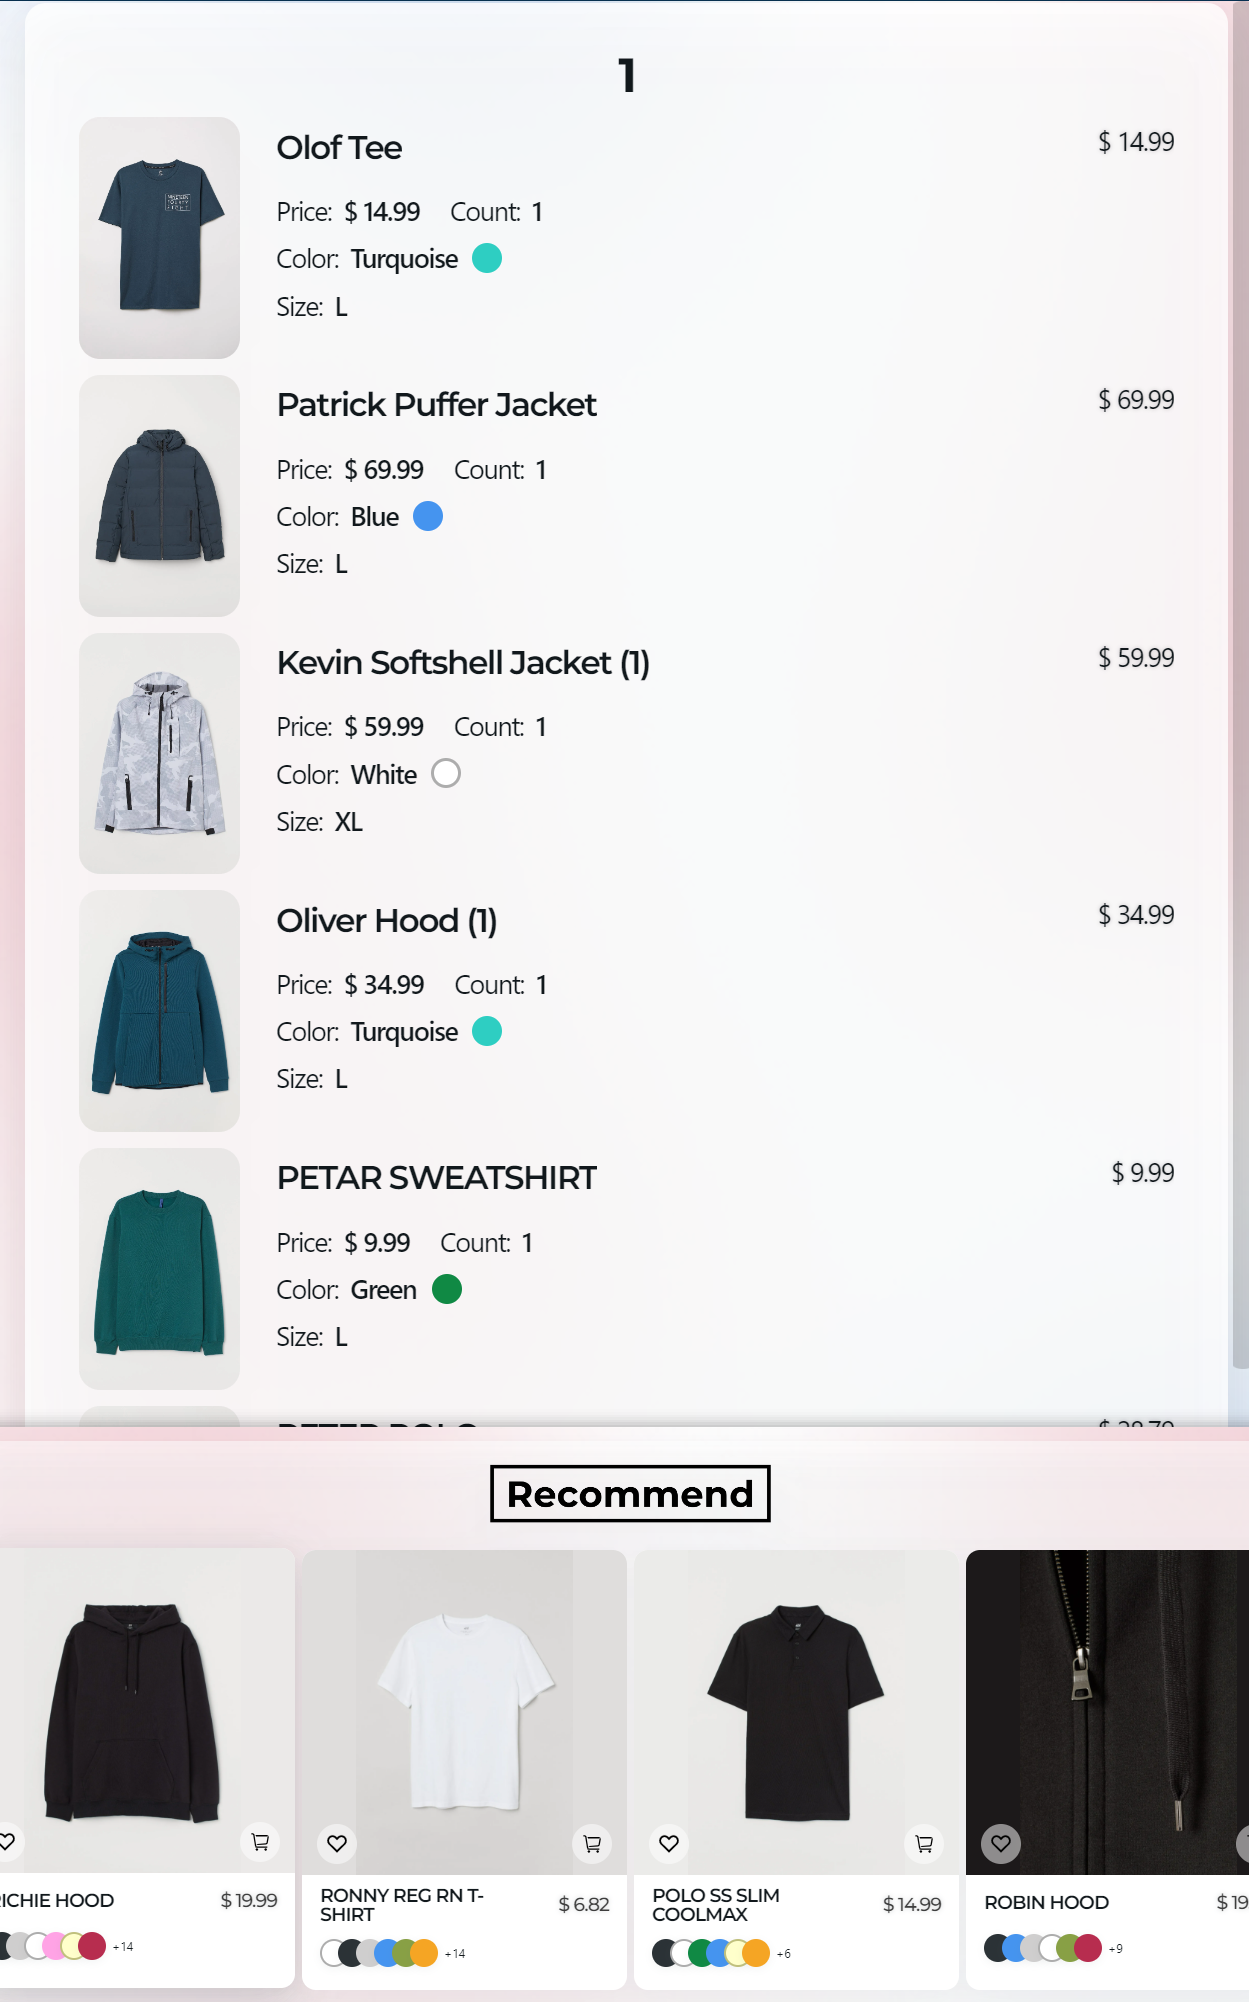 1
Olof Tee
$ 14.99
Price: $ 14.99 Count: 1
Color: Turquoise
Size: L
Patrick Puffer Jacket
$ 69.99
Price: $ 69.99 Count: 1
Color: Blue
Size: L
Kevin Softshell Jacket (1)
$ 59.99
Price: $ 59.99 Count: 1
Color: White
Size: XL
Oliver Hood (1)
$ 34.99
Price: $ 34.99 Count: 1
Color: Turquoise
Size: L
PETAR SWEATSHIRT
$ 9.99
Price: $ 9.99 Count: 1
Color: Green
Size: L
Recommend
HOOD
$ 19.99
+14
RONNY REG RN T-
SHIRT
$ 6.82
+14
POLO SS SLIM
COOLMAX
$ 14.99
+6
ROBIN HOOD
$ 19
+9